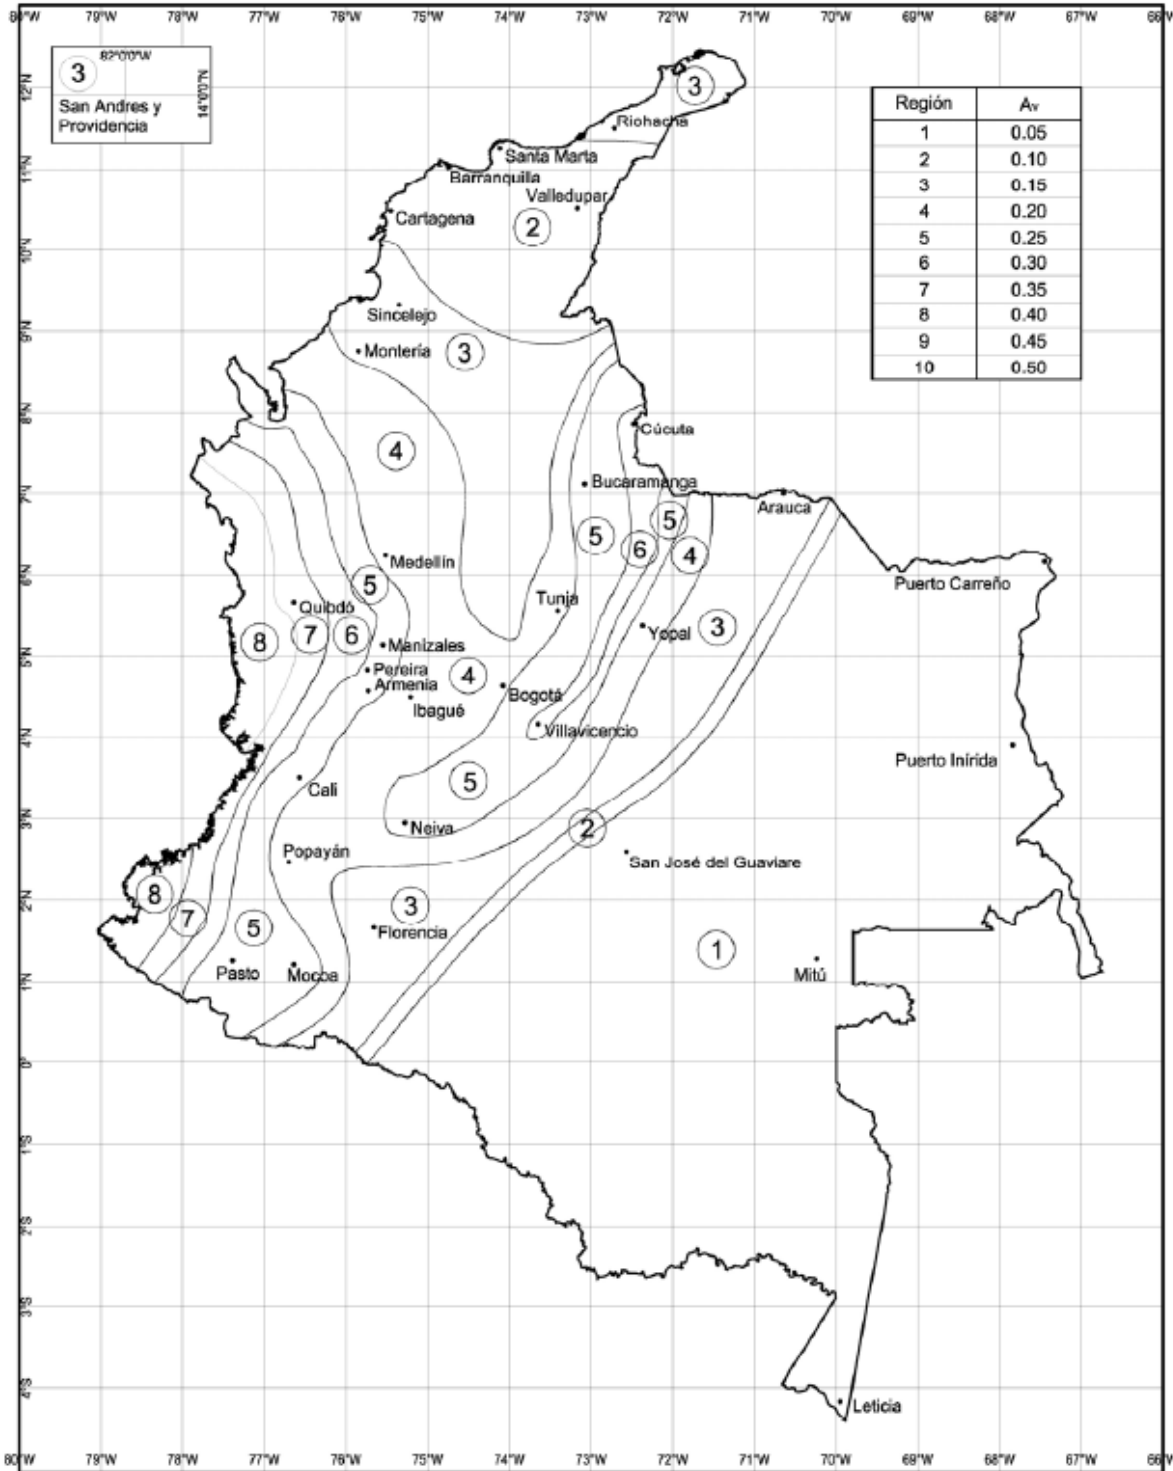 80°W 79°W 78°W 77°W 76°W 75°W 74°W 73°W 72°W 71°W 70°W 69°W 68°W 67°W 66°W
82°0'0"W
14°0'0"N
3
San Andres y
Providencia
Región Av
1 0.05
2 0.10
3 0.15
4 0.20
5 0.25
6 0.30
7 0.35
8 0.40
9 0.45
10 0.50
12°N
3
Riohacha
Santa Marta
11°N
Barranquilla
Valledupar
Cartagena
2
10°N
Sincelejo
9°N
Montería
3
8°N
Cúcuta
4
Bucaramanga
7°N
Arauca
5
5
6
4
Medellín
6°N
Puerto Carreño
5
Tunja
Quibdó
8
7
6
Yopal
3
Manizales
5°N
Pereira
4
Armenia
Bogotá
Ibagué
Villavicencio
4°N
Puerto Inírida
5
Cali
3°N
Neiva
2
Popayán
San José del Guaviare
8
2°N
7
3
5
Florencia
1
Pasto
Mocoa
Mitú
1°N
0°
1°S
2°S
3°S
4°S
Leticia
80°W 79°W 78°W 77°W 76°W 75°W 74°W 73°W 72°W 71°W 70°W 69°W 68°W 67°W 66°W